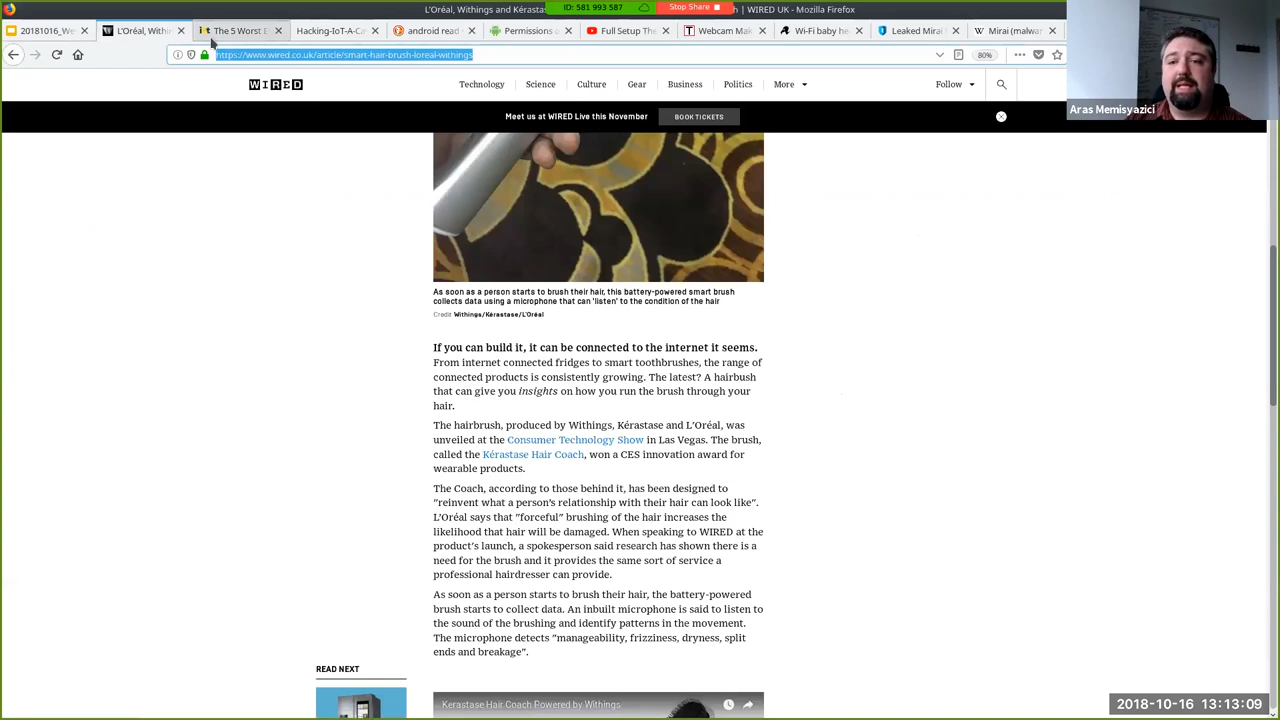 L'Oréal, Withings and Kérasta
ID: 581 993 587
Stop Share
| WIRED UK - Mozilla Firefox
20181016_We
L'Oréal, Within
The 5 Worst E
Hacking-IoT-A-Ca
android read
Permissions o
Full Setup The
Webcam Mak
Wi-Fi baby he
Leaked Mirai
Mirai (malwar
https://www.wired.co.uk/article/smart-hair-brush-loreal-withings
80%
WIRED
Technology
Science
Culture
Gear
Business
Politics
More
Follow
Aras Memisyazici
Meet us at WIRED Live this November
BOOK TICKETS
As soon as a person starts to brush their hair, this battery-powered smart brush
collects data using a microphone that can 'listen' to the condition of the hair
Credit Withings/Kérastase/L'Oréal
If you can build it, it can be connected to the internet it seems.
From internet connected fridges to smart toothbrushes, the range of
connected products is consistently growing. The latest? A hairbush
that can give you insights on how you run the brush through your
hair.
The hairbrush, produced by Withings, Kérastase and L'Oréal, was
unveiled at the Consumer Technology Show in Las Vegas. The brush,
called the Kérastase Hair Coach, won a CES innovation award for
wearable products.
The Coach, according to those behind it, has been designed to
"reinvent what a person's relationship with their hair can look like".
L'Oréal says that "forceful" brushing of the hair increases the
likelihood that hair will be damaged. When speaking to WIRED at the
product's launch, a spokesperson said research has shown there is a
need for the brush and it provides the same sort of service a
professional hairdresser can provide.
As soon as a person starts to brush their hair, the battery-powered
brush starts to collect data. An inbuilt microphone is said to listen to
the sound of the brushing and identify patterns in the movement.
The microphone detects "manageability, frizziness, dryness, split
ends and breakage".
READ NEXT
Kerastase Hair Coach Powered by Withings
2018-10-16 13:13:09